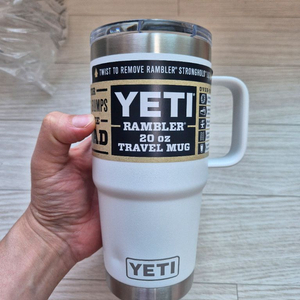 TWIST TO REMOVE RAMBLER® STRONGHOLD
YETI
RAMBLER®
20 oz
TRAVEL MUG
YETI